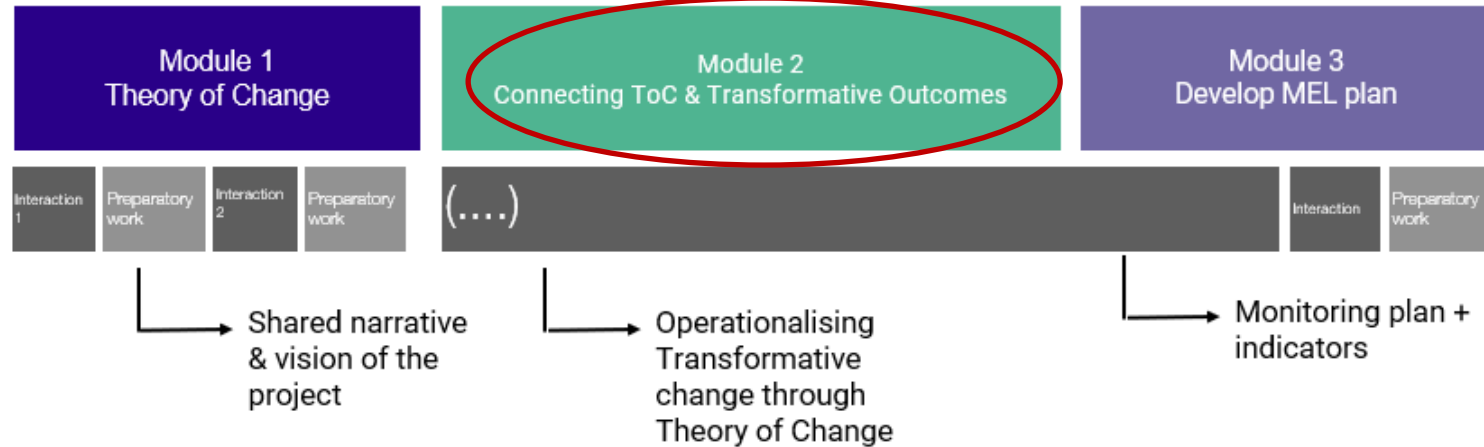 Module 1
Theory of Change
Module 2
Connecting ToC & Transformative Outcomes
Module 3
Develop MEL plan
Interaction
1
Preparatory
work
Interaction
2
Preparatory
work
(....)
Interaction
Preparatory
work
Shared narrative
& vision of the
project
Operationalising
Transformative
change through
Theory of Change
Monitoring plan +
indicators